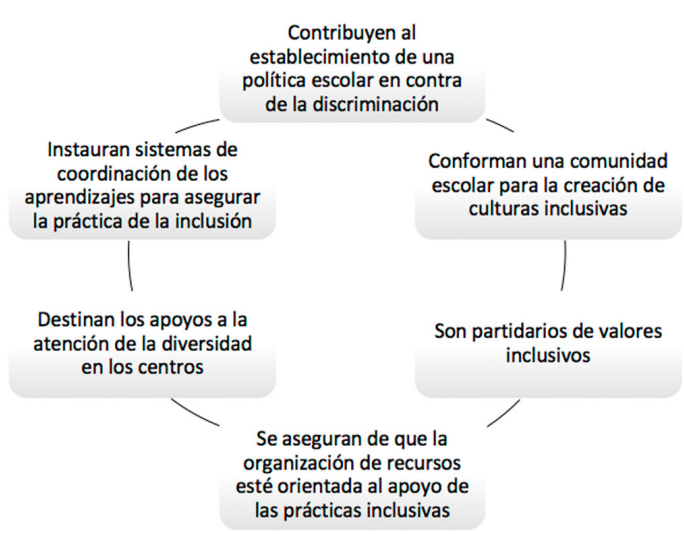 Contribuyen al
establecimiento de una
política escolar en contra
de la discriminación
Conforman una comunidad
escolar para la creación de
culturas inclusivas
Son partidarios de valores
inclusivos
Se aseguran de que la
organización de recursos
esté orientada al apoyo de
las prácticas inclusivas
Destinan los apoyos a la
atención de la diversidad
en los centros
Instauran sistemas de
coordinación de los
aprendizajes para asegurar
la práctica de la inclusión